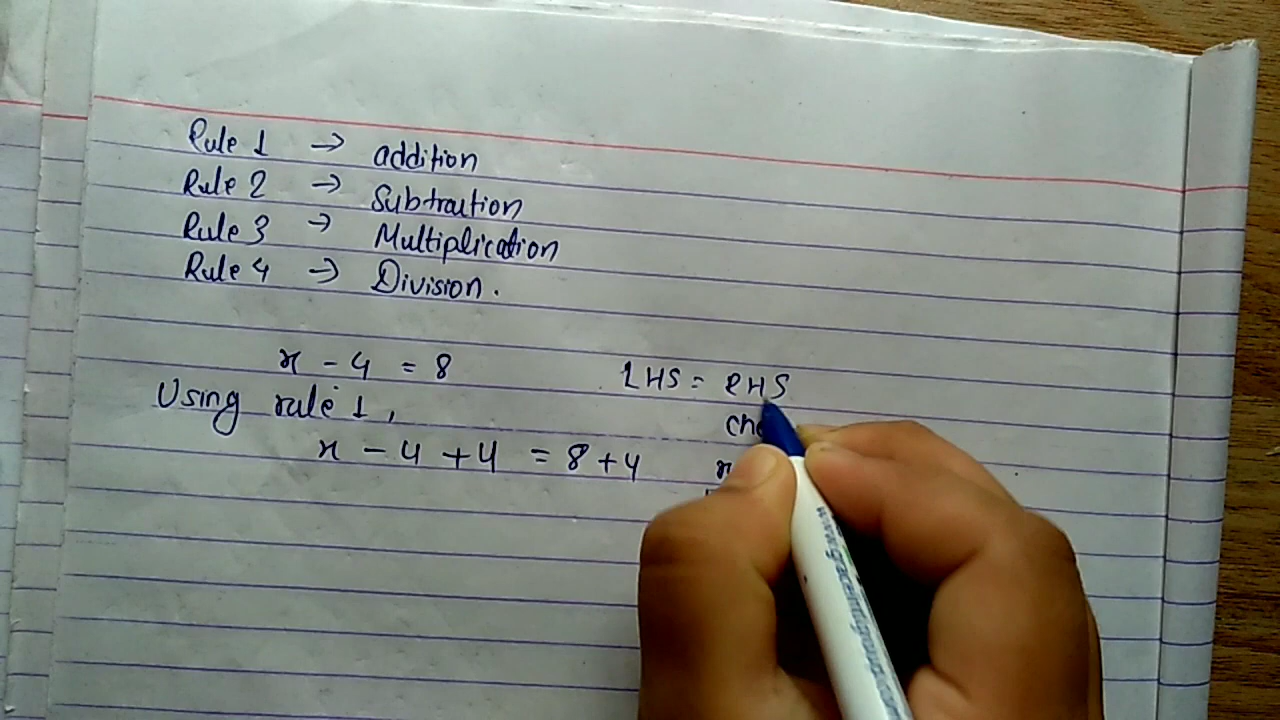 Rule 1 → addition
Rule 2 → Subtraction
Rule 3 → Multiplication
Rule 4 → Division.
x - 4 = 8
LHS = RHS
Using rule 1,
x - 4 + 4 = 8 + 4